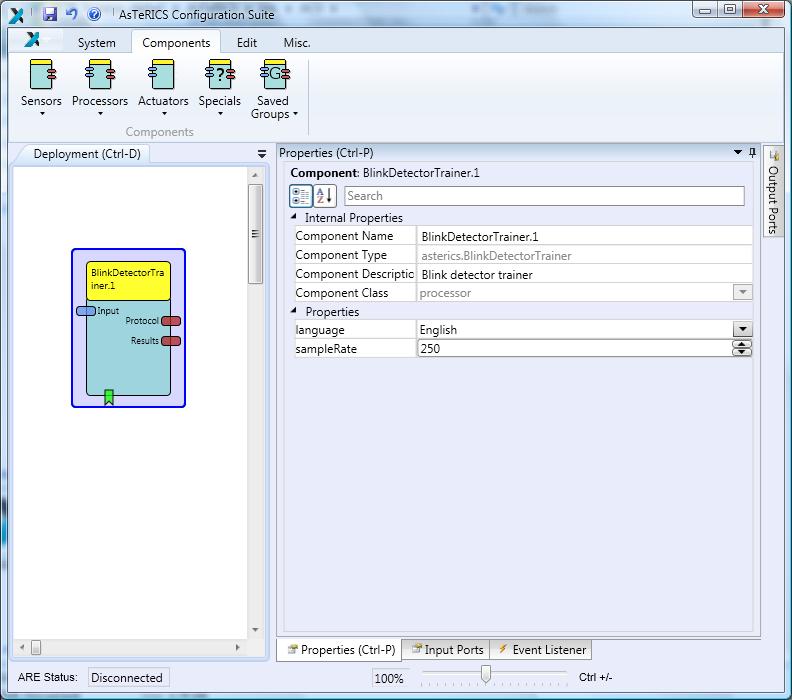 AsTeRICS Configuration Suite
System Components Edit Misc.
Sensors Processors Actuators Specials Saved Groups
Components
Deployment (Ctrl-D)
BlinkDetectorTra
iner.1
Input
Protocol
Results
Properties (Ctrl-P)
Component: BlinkDetectorTrainer.1
Search
Internal Properties
Component Name BlinkDetectorTrainer.1
Component Type asterics.BlinkDetectorTrainer
Component Descriptio Blink detector trainer
Component Class processor
Properties
language English
sampleRate 250
Output Ports
Properties (Ctrl-P) Input Ports Event Listener
ARE Status: Disconnected 100% Ctrl +/-